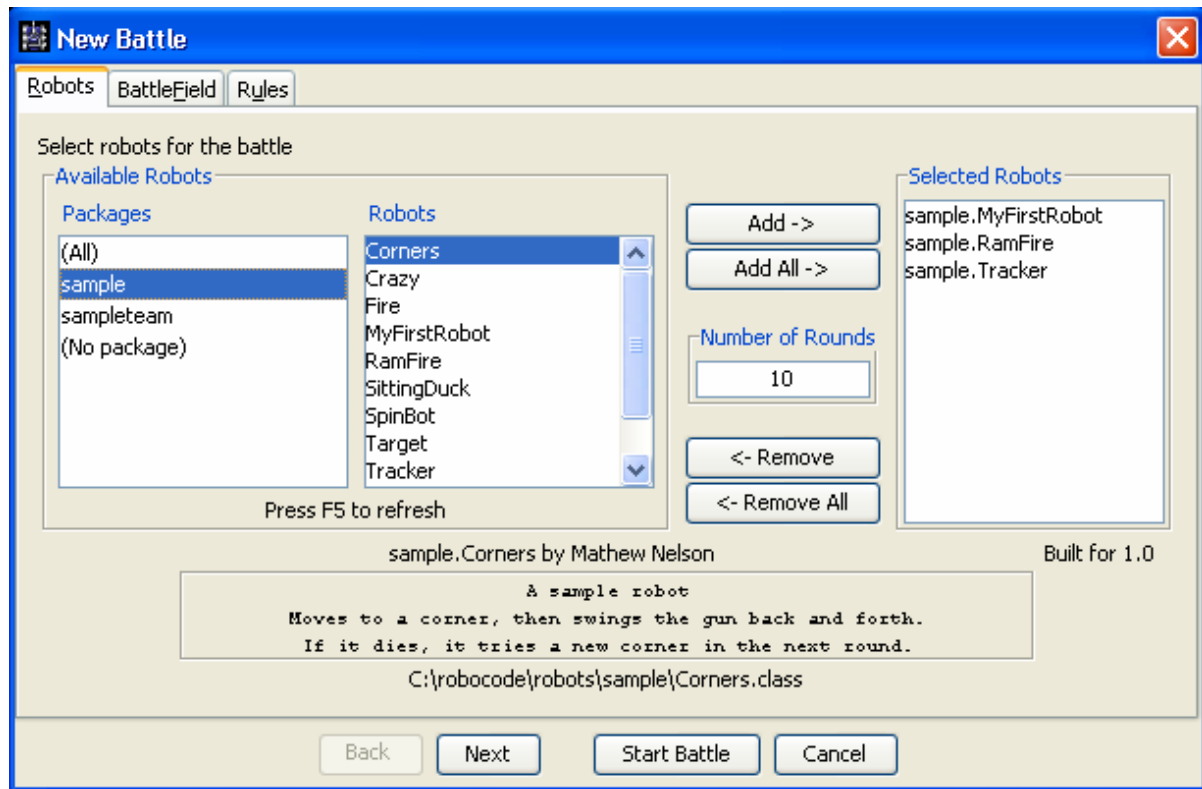 New Battle
Robots
BattleField
Rules
Select robots for the battle
Available Robots
Packages
(All)
sample
sampleteam
(No package)
Robots
Corners
Crazy
Fire
MyFirstRobot
RamFire
SittingDuck
SpinBot
Target
Tracker
Press F5 to refresh
Add ->
Add All ->
Number of Rounds
10
<- Remove
<- Remove All
Selected Robots
sample.MyFirstRobot
sample.RamFire
sample.Tracker
sample.Corners by Mathew Nelson
Built for 1.0
A sample robot
Moves to a corner, then swings the gun back and forth.
If it dies, it tries a new corner in the next round.
C:\robocode\robots\sample\Corners.class
Back
Next
Start Battle
Cancel